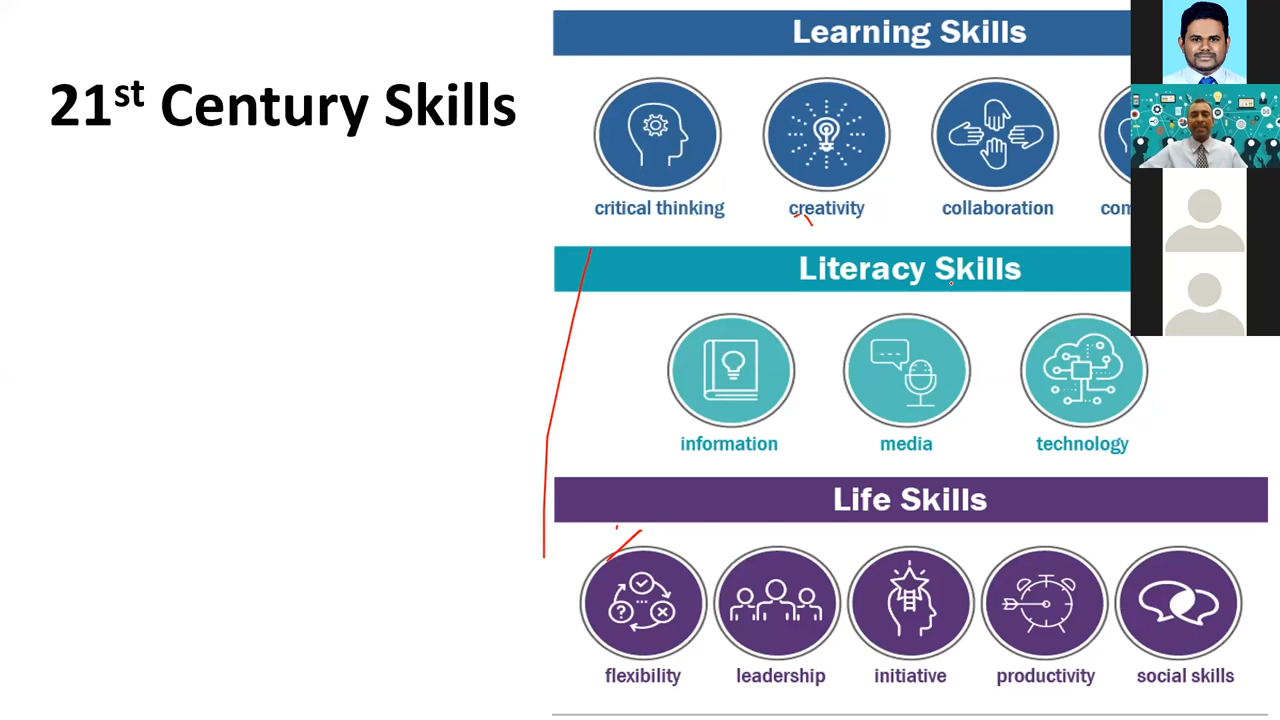 21st Century Skills
Learning Skills
critical thinking
creativity
collaboration
Literacy Skills
information
media
technology
Life Skills
flexibility
leadership
initiative
productivity
social skills